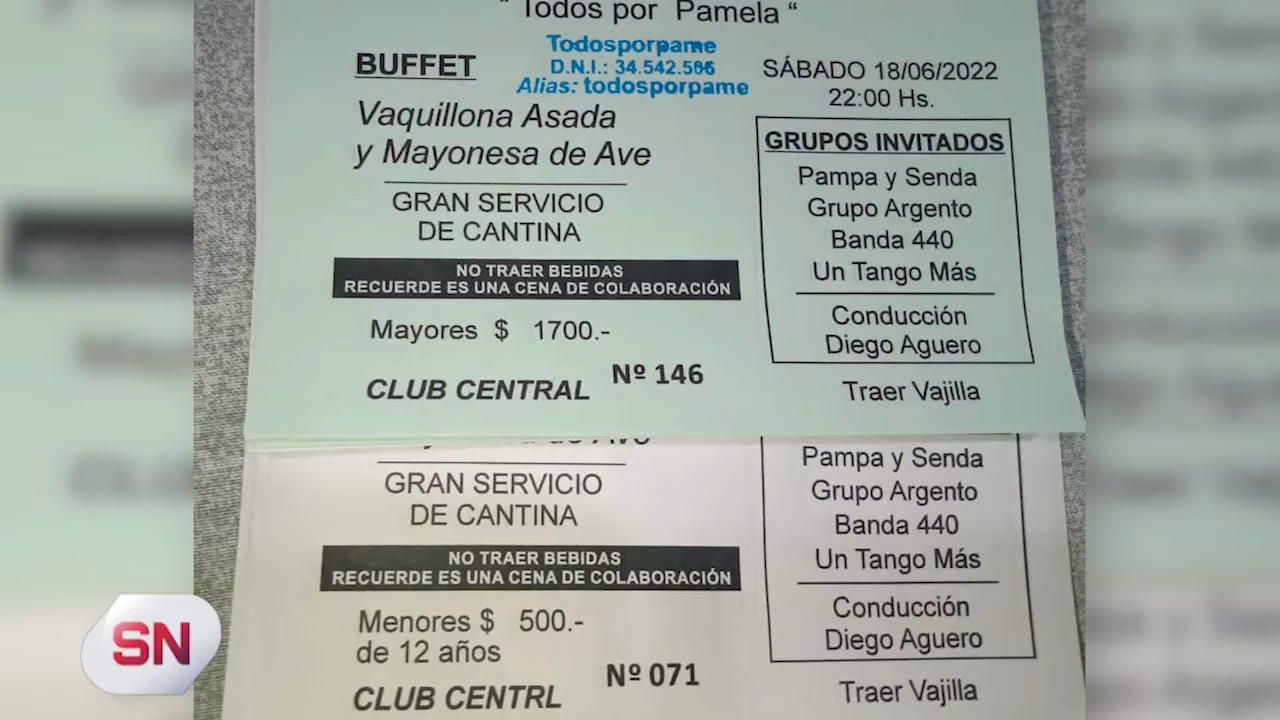 " Todos por Pamela “
BUFFET
Todosporpame
D.N.I.: 34.542.506
Alias: todosporpame
SÁBADO 18/06/2022
22:00 Hs.
Vaquillona Asada
y Mayonesa de Ave
GRAN SERVICIO
DE CANTINA
NO TRAER BEBIDAS
RECUERDE ES UNA CENA DE COLABORACIÓN
Mayores $ 1700.-
Nº 146
CLUB CENTRAL
GRUPOS INVITADOS
Pampa y Senda
Grupo Argento
Banda 440
Un Tango Más
Conducción
Diego Aguero
Traer Vajilla
GRAN SERVICIO
DE CANTINA
NO TRAER BEBIDAS
RECUERDE ES UNA CENA DE COLABORACIÓN
Menores $ 500.-
de 12 años
Nº 071
CLUB CENTRL
Pampa y Senda
Grupo Argento
Banda 440
Un Tango Más
Conducción
Diego Aguero
Traer Vajilla
SN